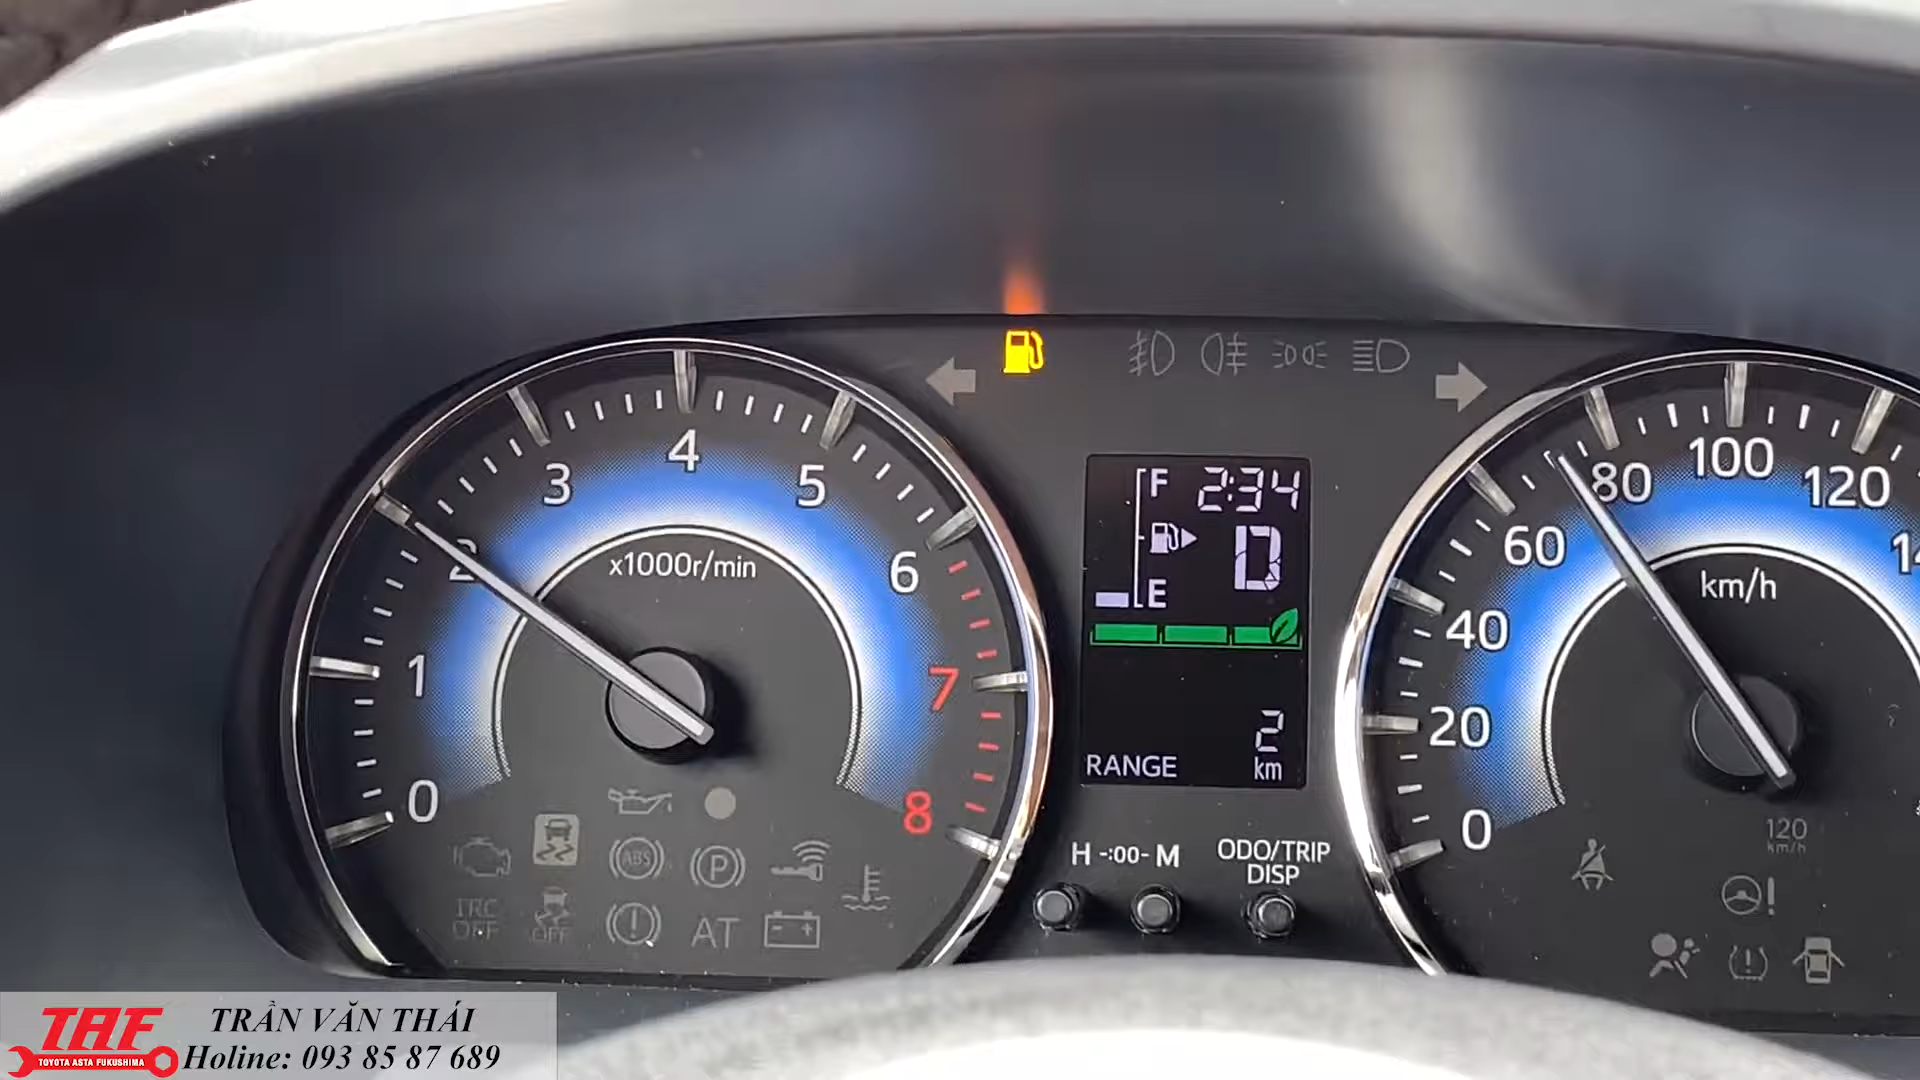 4
3
5
2
6
x1000r/min
1
7
0
8
F
2:34
D
E
RANGE
2
km
H -:00- M
ODO/TRIP
DISP
100
80
120
60
km/h
40
20
0
120
km/h
ABS
P
TRC
OFF
OFF
AT
TAF
TOYOTA ASTA FUKUSHIMA
TRẦN VĂN THÁI
Holine: 093 85 87 689